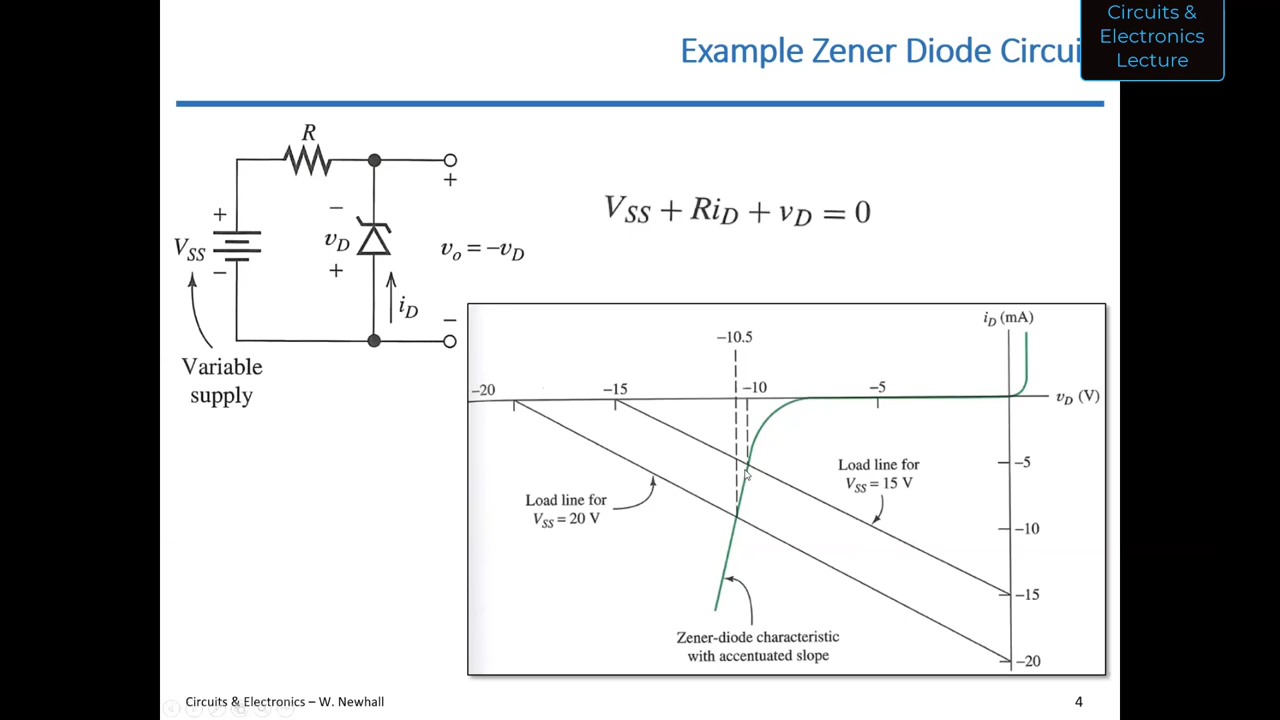 Circuits &
Electronics
Lecture
Example Zener Diode Circui
R
+
+
−
V_SS
v_D
v_o = −v_D
−
+
i_D
−
Variable
supply
V_SS + Ri_D + v_D = 0
i_D (mA)
−10.5
−20
−15
−10
−5
v_D (V)
−5
Load line for
V_SS = 15 V
Load line for
V_SS = 20 V
−10
−15
Zener-diode characteristic
with accentuated slope
−20
Circuits & Electronics – W. Newhall
4